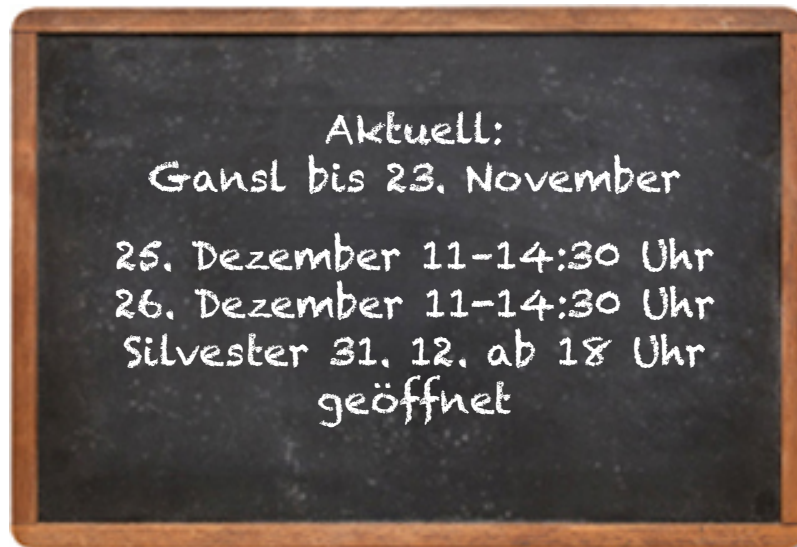 Aktuell:
Gansl bis 23. November
25. Dezember 11-14:30 Uhr
26. Dezember 11-14:30 Uhr
Silvester 31. 12. ab 18 Uhr
geöffnet